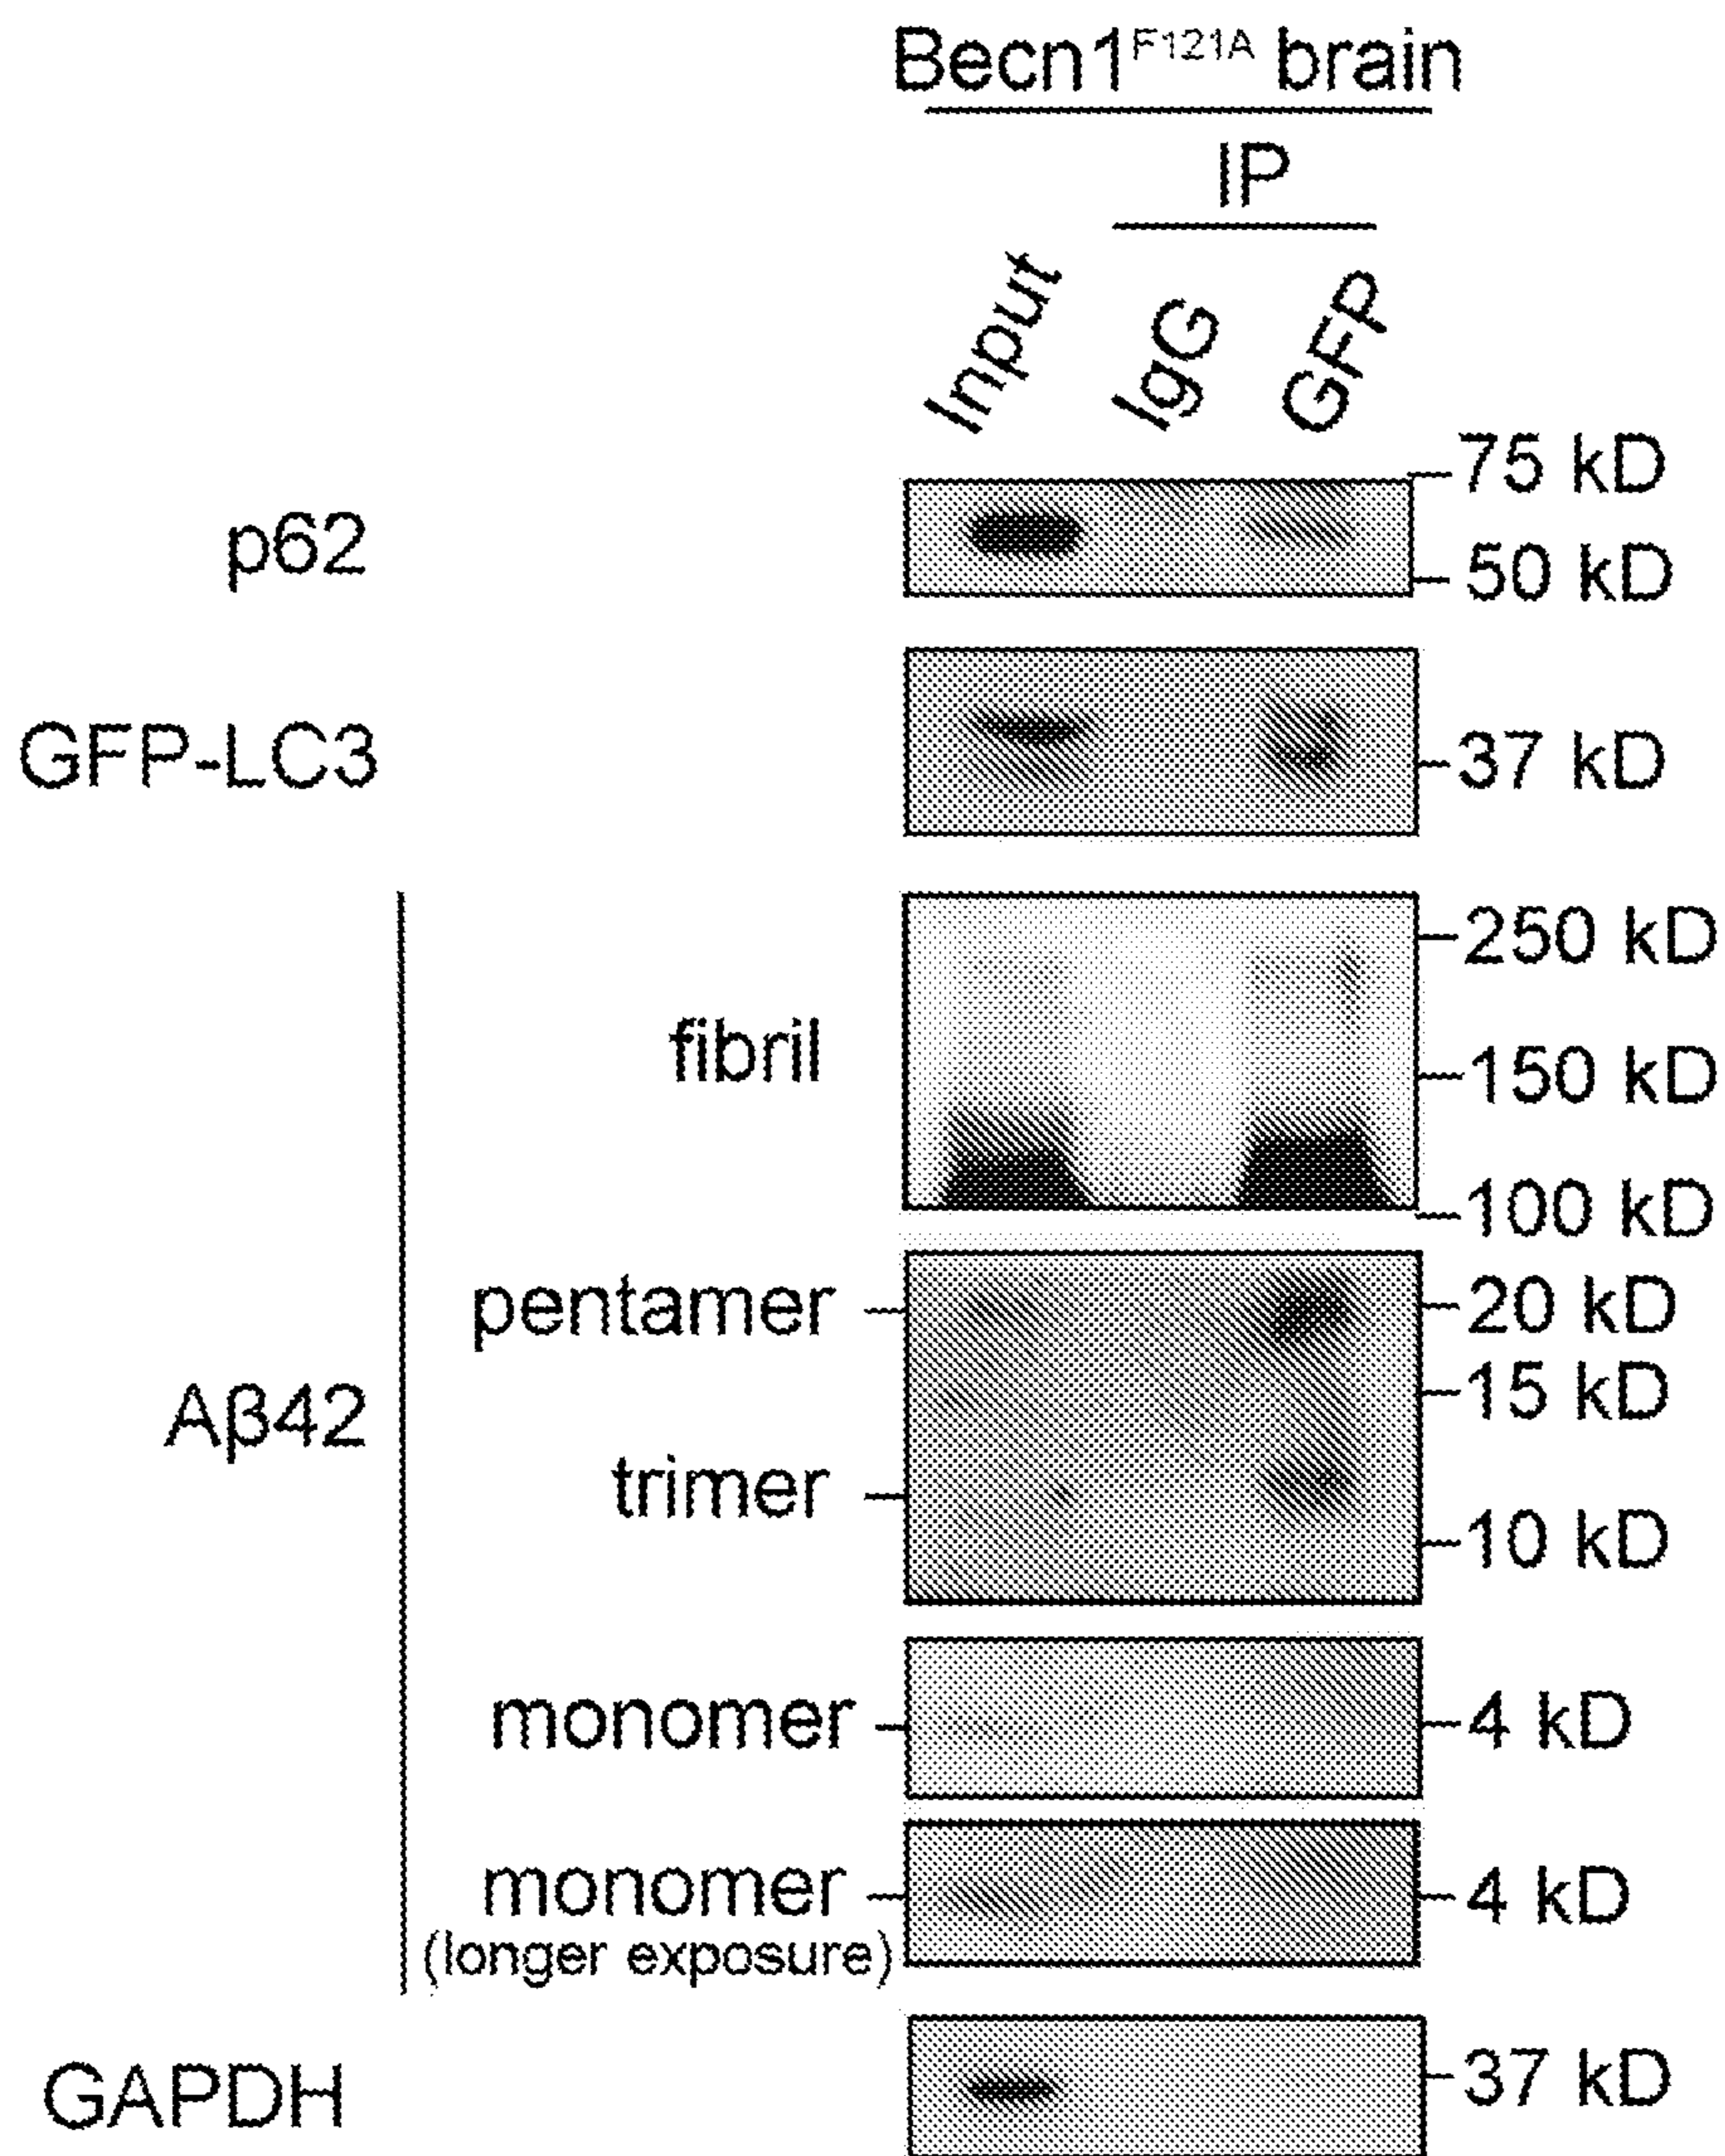 Becn1F121A brain
IP
Input IgG GFP
75 kD
p62
50 kD
GFP-LC3
37 kD
250 kD
fibril
150 kD
100 kD
pentamer
20 kD
15 kD
Aβ42
trimer
10 kD
monomer
4 kD
monomer
4 kD
(longer exposure)
GAPDH
37 kD